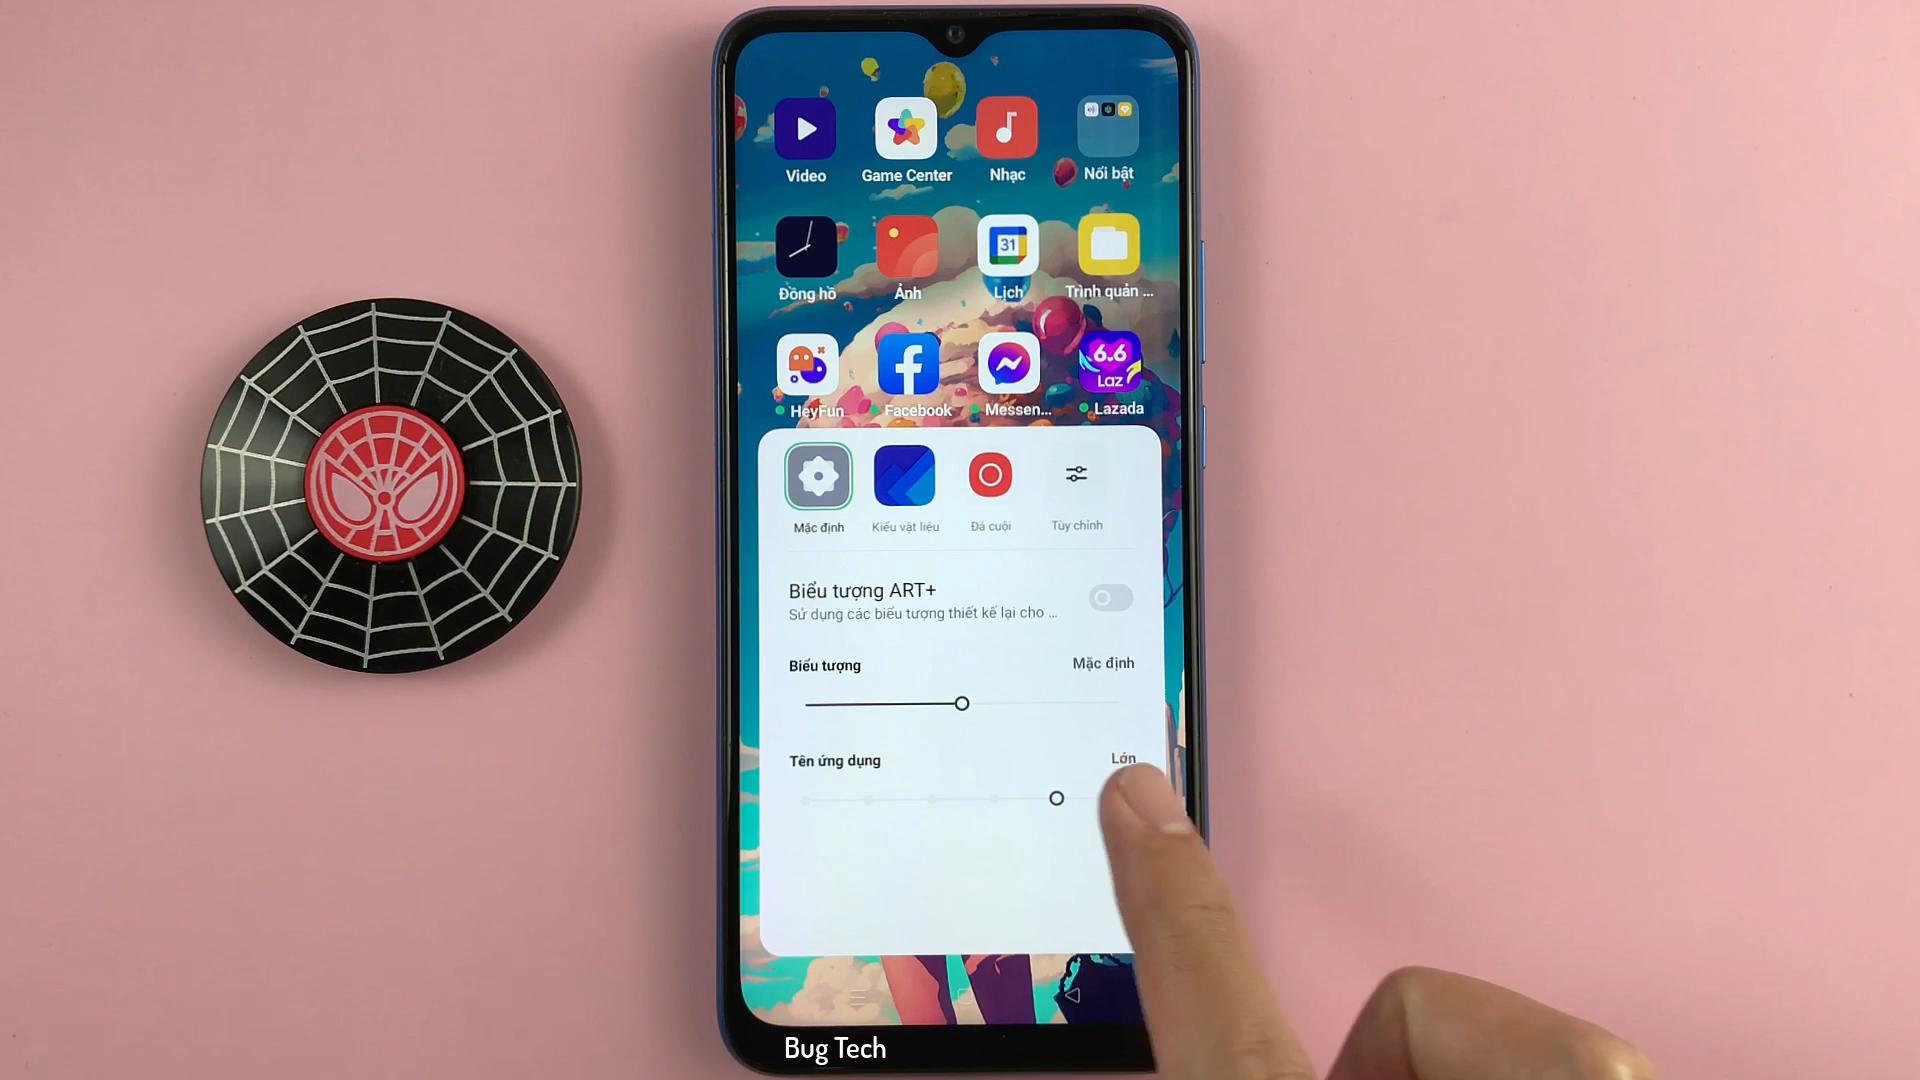 Video
Game Center
Nhạc
Nổi bật
Đồng hồ
Ảnh
31
Lịch
Trình quản ...
6.6
Laz
HeyFun
Facebook
Messen...
Lazada
Mặc định
Kiểu vật liệu
Đá cuội
Tùy chỉnh
Biểu tượng ART+
Sử dụng các biểu tượng thiết kế lại cho ...
Biểu tượng
Mặc định
Tên ứng dụng
Lớn
Bug Tech